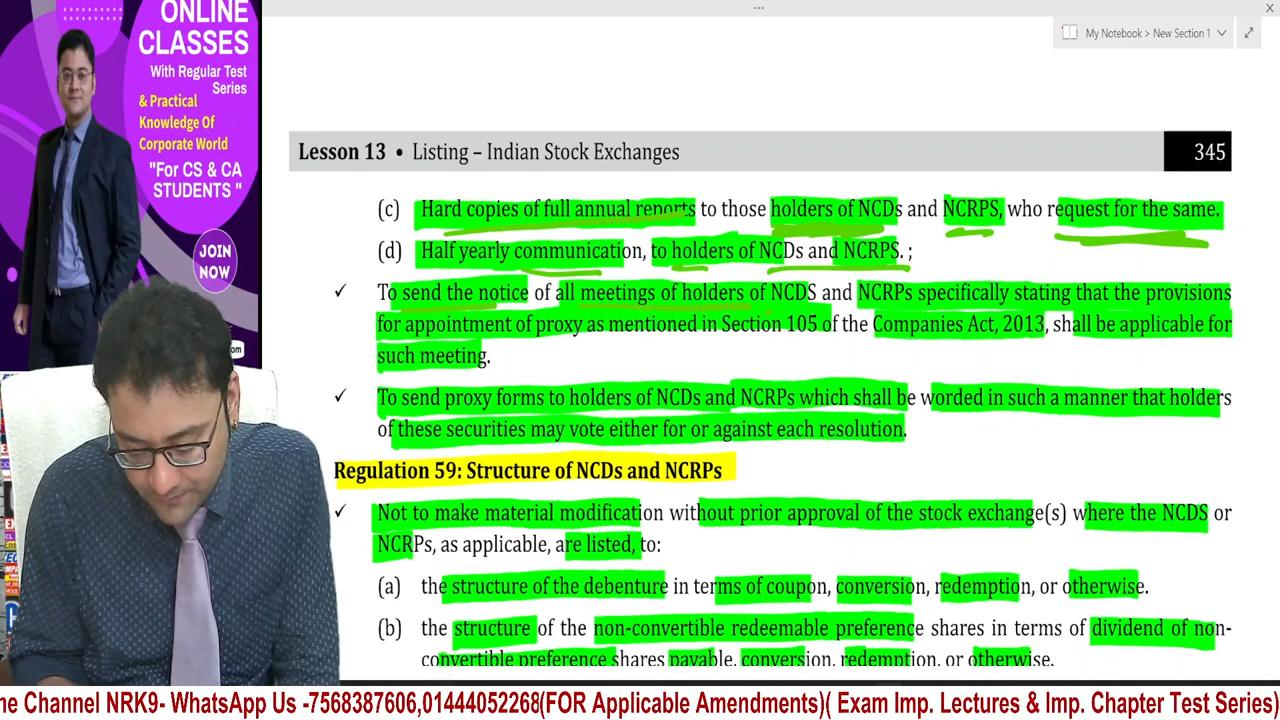 ONLINE
CLASSES
With Regular Test
Series
& Practical
Knowledge Of
Corporate World
"For CS & CA
STUDENTS "
JOIN
NOW
My Notebook > New Section 1
Lesson 13 • Listing – Indian Stock Exchanges 345
(c) Hard copies of full annual reports to those holders of NCDs and NCRPS, who request for the same.
(d) Half yearly communication, to holders of NCDs and NCRPS. ;
✓ To send the notice of all meetings of holders of NCDS and NCRPs specifically stating that the provisions
for appointment of proxy as mentioned in Section 105 of the Companies Act, 2013, shall be applicable for
such meeting.
✓ To send proxy forms to holders of NCDs and NCRPs which shall be worded in such a manner that holders
of these securities may vote either for or against each resolution.
Regulation 59: Structure of NCDs and NCRPs
✓ Not to make material modification without prior approval of the stock exchange(s) where the NCDS or
NCRPs, as applicable, are listed, to:
(a) the structure of the debenture in terms of coupon, conversion, redemption, or otherwise.
(b) the structure of the non-convertible redeemable preference shares in terms of dividend of non-
convertible preference shares payable, conversion, redemption, or otherwise.
he Channel NRK9- WhatsApp Us -7568387606,01444052268(FOR Applicable Amendments)( Exam Imp. Lectures & Imp. Chapter Test Series)